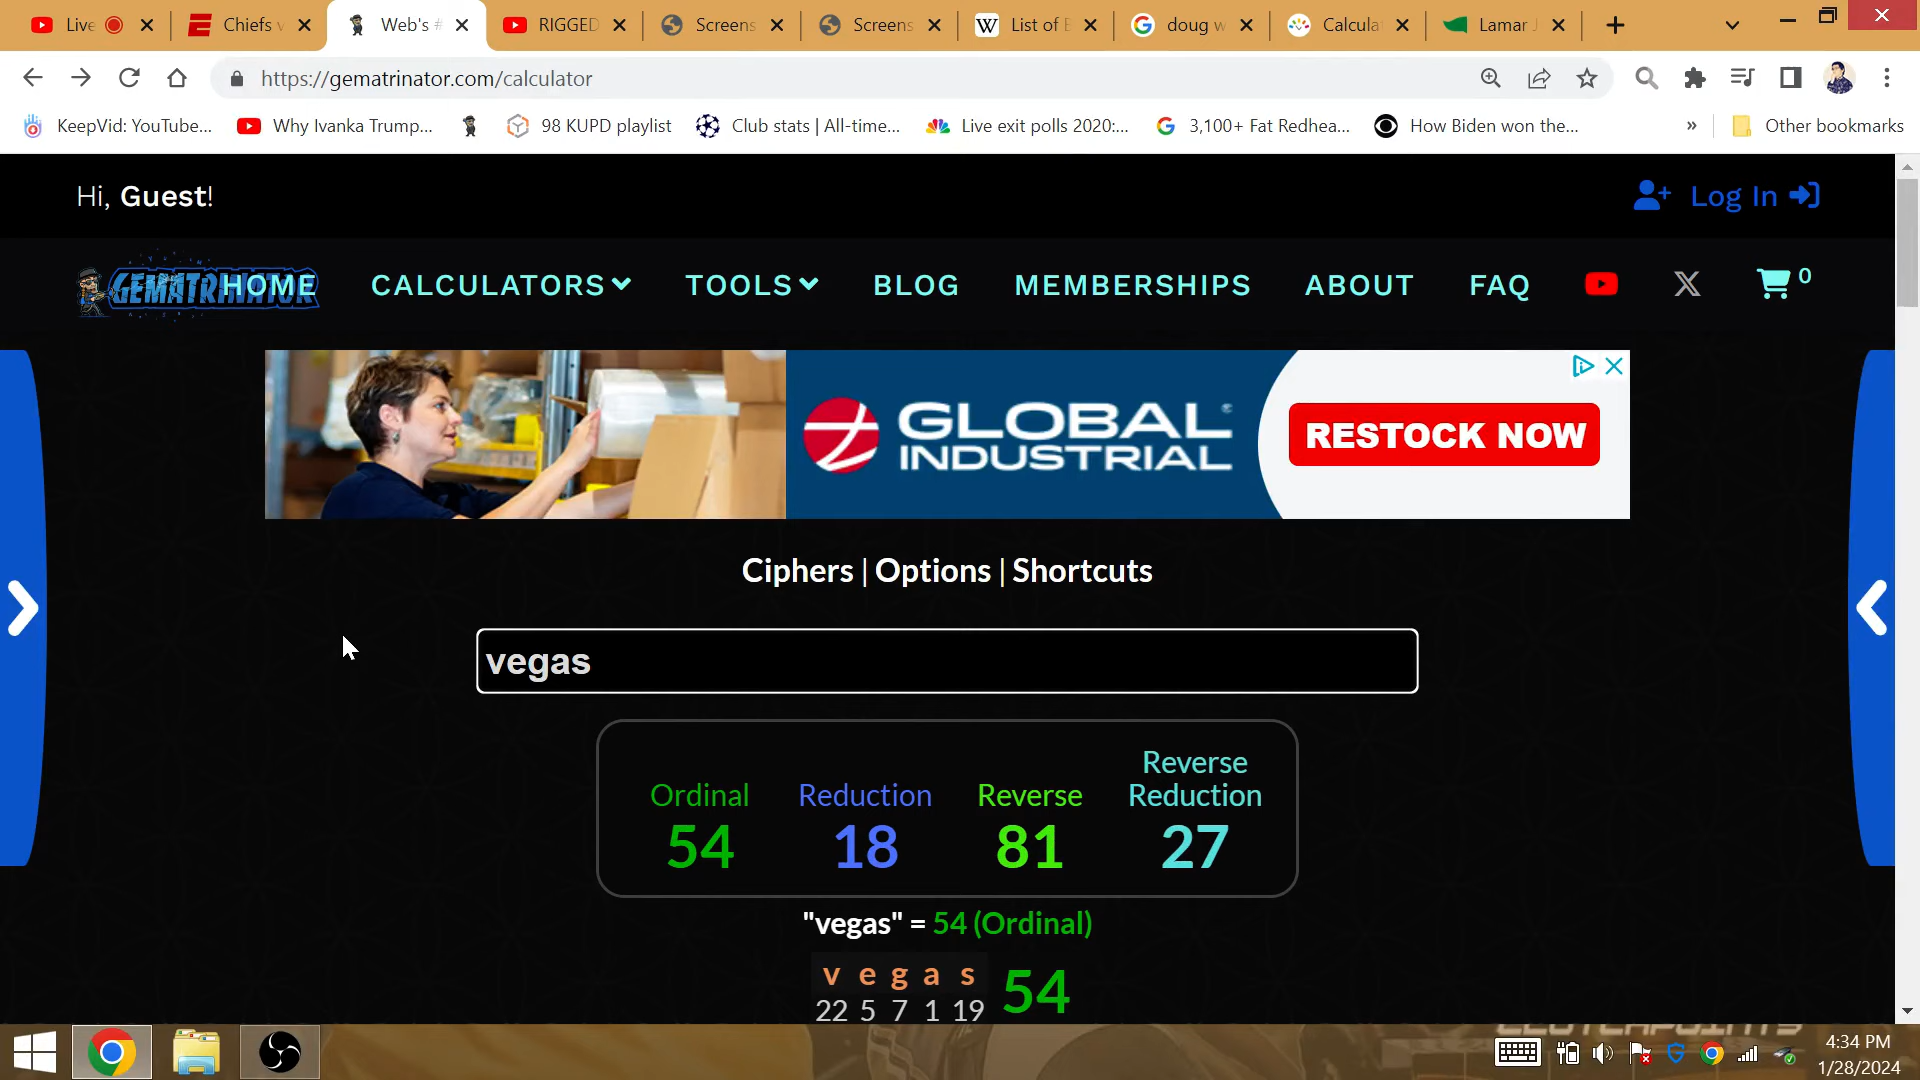 Live
Chiefs v
Web's #
RIGGED
Screens
Screens
List of E
doug w
Calcula
Lamar J
https://gematrinator.com/calculator
KeepVid: YouTube...
Why Ivanka Trump...
98 KUPD playlist
Club stats | All-time...
Live exit polls 2020:...
3,100+ Fat Redhea...
How Biden won the...
»
Other bookmarks
Hi, Guest!
Log In
GEMATRINATOR
HOME
CALCULATORS
TOOLS
BLOG
MEMBERSHIPS
ABOUT
FAQ
0
GLOBAL
INDUSTRIAL
RESTOCK NOW
Ciphers | Options | Shortcuts
vegas
Ordinal
54
Reduction
18
Reverse
81
Reverse
Reduction
27
"vegas" = 54 (Ordinal)
v e g a s
22 5 7 1 19
54
CLUTCHPOINTS
4:34 PM
1/28/2024